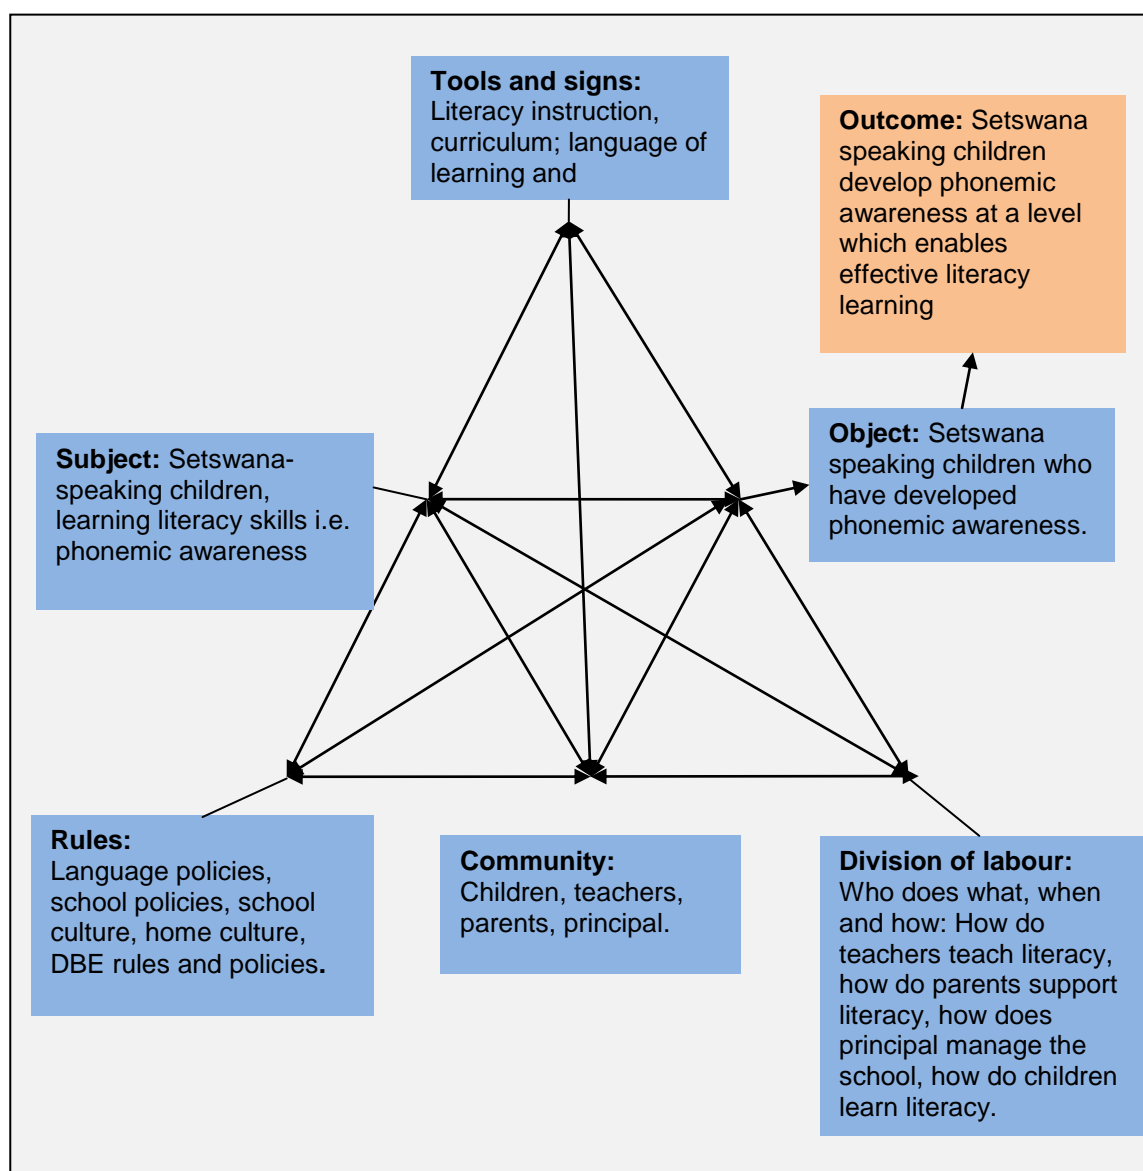 Tools and signs:
Literacy instruction,
curriculum; language of
learning and
Outcome: Setswana
speaking children
develop phonemic
awareness at a level
which enables
effective literacy
learning
Subject: Setswana-
speaking children,
learning literacy skills i.e.
phonemic awareness
Object: Setswana
speaking children who
have developed
phonemic awareness.
Rules:
Language policies,
school policies, school
culture, home culture,
DBE rules and policies.
Community:
Children, teachers,
parents, principal.
Division of labour:
Who does what, when
and how: How do
teachers teach literacy,
how do parents support
literacy, how does
principal manage the
school, how do children
learn literacy.